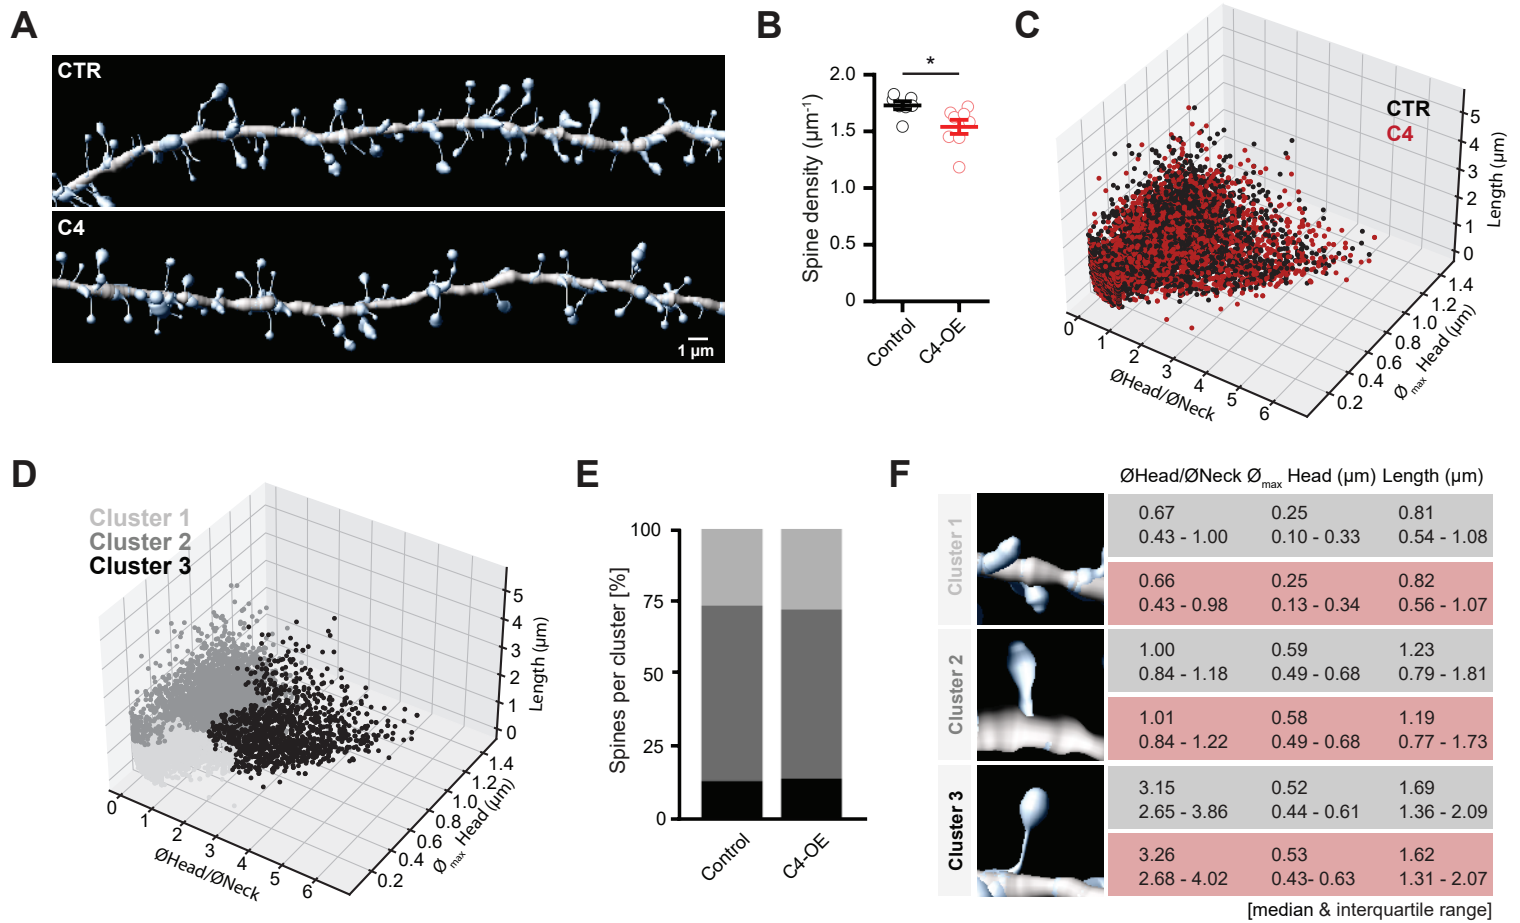 A
CTR
C4
1 µm
B
Spine density (µm⁻¹)
2.0
1.5
1.0
0.5
0
*
Control
C4-OE
C
CTR
C4
5
4
3
2
1
0
Length (µm)
1.4
1.2
1.0
0.8
0.6
0.4
0.2
Ømax Head (µm)
0
1
2
3
4
5
6
ØHead/ØNeck
D
Cluster 1
Cluster 2
Cluster 3
5
4
3
2
1
0
Length (µm)
1.4
1.2
1.0
0.8
0.6
0.4
0.2
Ømax Head (µm)
0
1
2
3
4
5
6
ØHead/ØNeck
E
Spines per cluster [%]
100
75
50
25
0
Control
C4-OE
F
ØHead/ØNeck Ømax Head (µm) Length (µm)
Cluster 1
0.67 0.25 0.81
0.43 - 1.00 0.10 - 0.33 0.54 - 1.08
0.66 0.25 0.82
0.43 - 0.98 0.13 - 0.34 0.56 - 1.07
Cluster 2
1.00 0.59 1.23
0.84 - 1.18 0.49 - 0.68 0.79 - 1.81
1.01 0.58 1.19
0.84 - 1.22 0.49 - 0.68 0.77 - 1.73
Cluster 3
3.15 0.52 1.69
2.65 - 3.86 0.44 - 0.61 1.36 - 2.09
3.26 0.53 1.62
2.68 - 4.02 0.43- 0.63 1.31 - 2.07
[median & interquartile range]